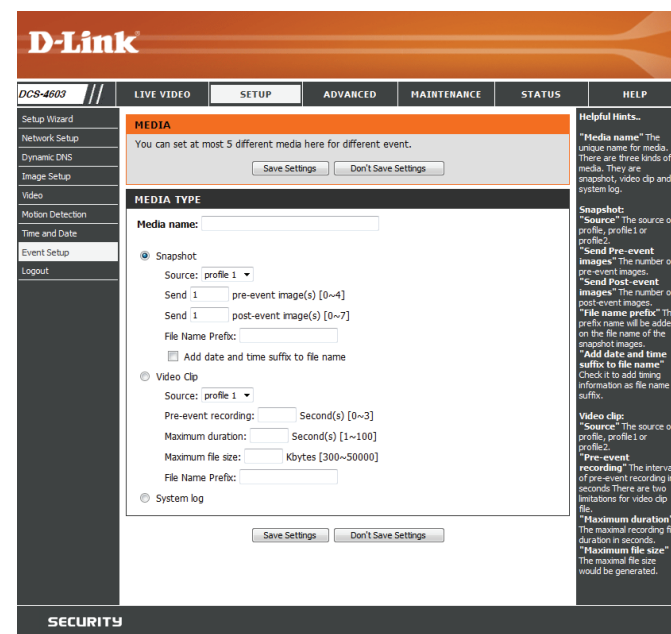 D-Link
DCS-4603 // LIVE VIDEO SETUP ADVANCED MAINTENANCE STATUS HELP
Setup Wizard
Network Setup
Dynamic DNS
Image Setup
Video
Motion Detection
Time and Date
Event Setup
Logout
MEDIA
You can set at most 5 different media here for different event.
Save Settings Don't Save Settings
MEDIA TYPE
Media name:
Snapshot
Source: profile 1
Send 1 pre-event image(s) [0~4]
Send 1 post-event image(s) [0~7]
File Name Prefix:
Add date and time suffix to file name
Video Clip
Source: profile 1
Pre-event recording: Second(s) [0~3]
Maximum duration: Second(s) [1~100]
Maximum file size: Kbytes [300~50000]
File Name Prefix:
System log
Save Settings Don't Save Settings
Helpful Hints..
"Media name" The
unique name for media.
There are three kinds of
media. They are
snapshot, video clip and
system log.
Snapshot:
"Source" The source o
profile, profile1 or
profile2.
"Send Pre-event
images" The number o
pre-event images.
"Send Post-event
images" The number o
post-event images.
"File name prefix" Th
prefix name will be adde
on the file name of the
snapshot images.
"Add date and time
suffix to file name"
Check it to add timing
information as file name
suffix.
Video clip:
"Source" The source o
profile, profile1 or
profile2.
"Pre-event
recording" The interva
of pre-event recording i
seconds There are two
limitations for video clip
file.
"Maximum duration"
The maximal recording fi
duration in seconds.
"Maximum file size"
The maximal file size
would be generated.
SECURITY